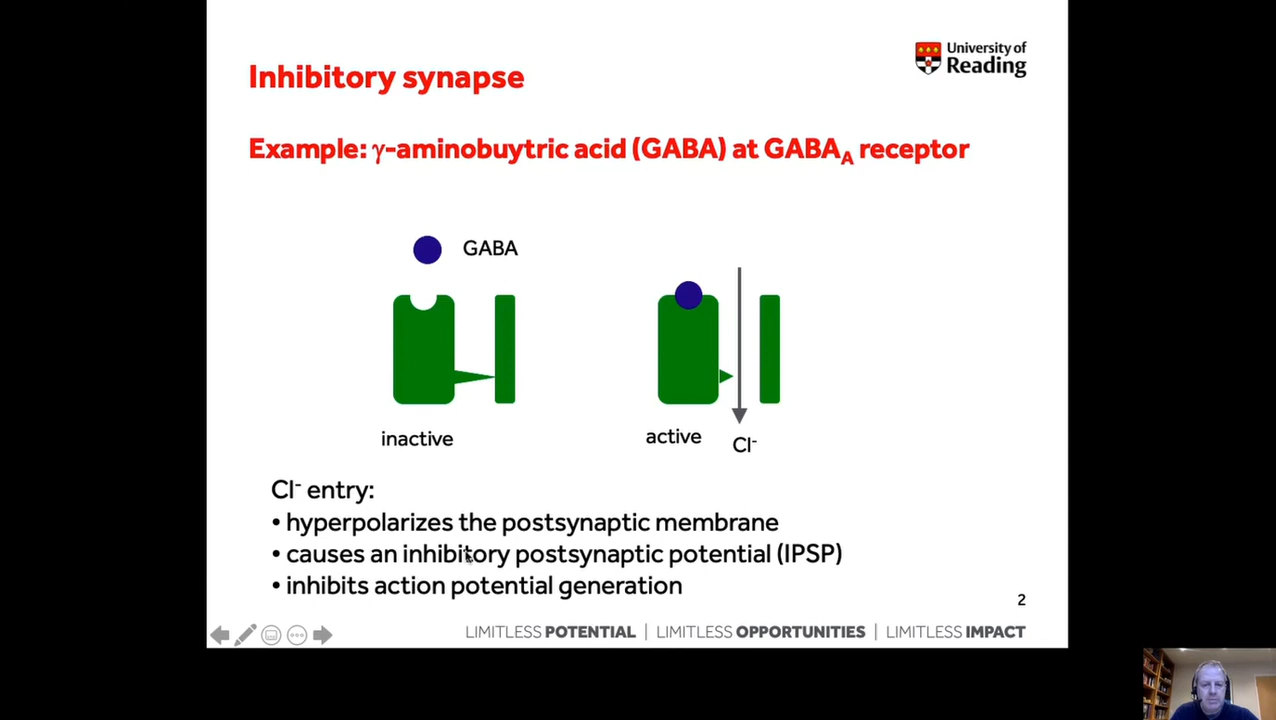 Inhibitory synapse
University of
Reading
Example: γ-aminobuytric acid (GABA) at GABAA receptor
GABA
inactive
active
Cl-
Cl- entry:
• hyperpolarizes the postsynaptic membrane
• causes an inhibitory postsynaptic potential (IPSP)
• inhibits action potential generation
2
LIMITLESS POTENTIAL | LIMITLESS OPPORTUNITIES | LIMITLESS IMPACT